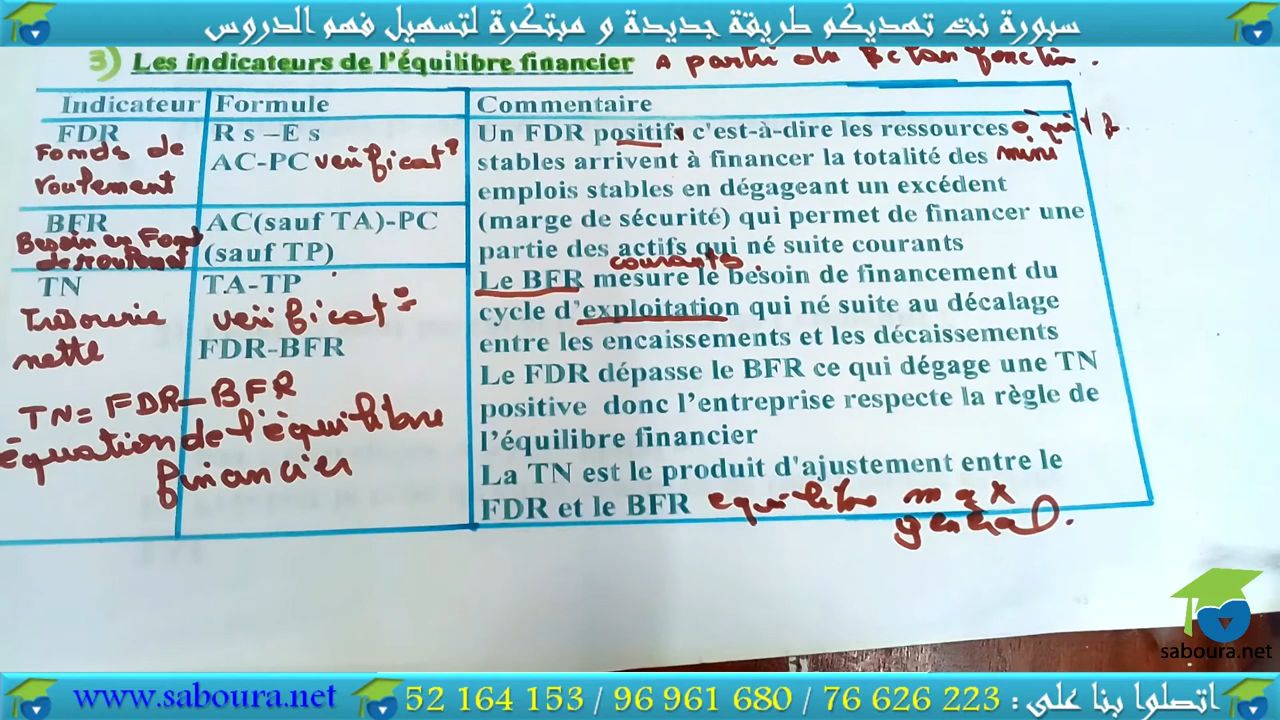 سبورة نت تهديكم طريقة جديدة و مبتكرة لتسهيل فهم الدروس
3) Les indicateurs de l'équilibre financier A partir du
Indicateur Formule Commentaire
FDR
Fonds de
roulement
R s –E s
AC-PC verificat°
Un FDR positif, c'est-à-dire les ressources
stables arrivent à financer la totalité des mini
emplois stables en dégageant un excédent
(marge de sécurité) qui permet de financer une
partie des actifs qui né suite courants
courants
BFR
Besoin en Fond
de roulement
AC(sauf TA)-PC
(sauf TP)
TN
Trésorerie
nette
TA-TP
verificat°
FDR-BFR
Le BFR mesure le besoin de financement du
cycle d'exploitation qui né suite au décalage
entre les encaissements et les décaissements
Le FDR dépasse le BFR ce qui dégage une TN
positive donc l'entreprise respecte la règle de
l'équilibre financier
La TN est le produit d'ajustement entre le
FDR et le BFR equilibre max
general.
TN= FDR-BFR
équation de l'équilibre
financier
saboura.net
www.saboura.net 52 164 153 / 96 961 680 / 76 626 223 : اتصلوا بنا على